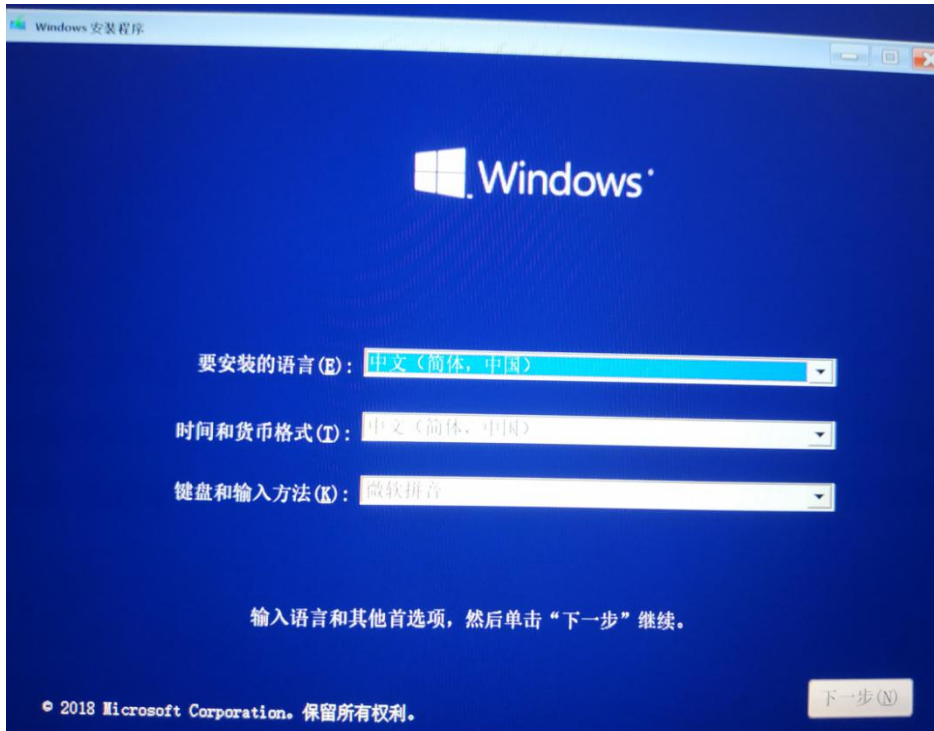 Windows 安装程序
Windows
要安装的语言(E): 中文(简体，中国)
时间和货币格式(T): 中文(简体，中国)
键盘和输入方法(K): 微软拼音
输入语言和其他首选项，然后单击“下一步”继续。
下一步(N)
© 2018 Microsoft Corporation。保留所有权利。